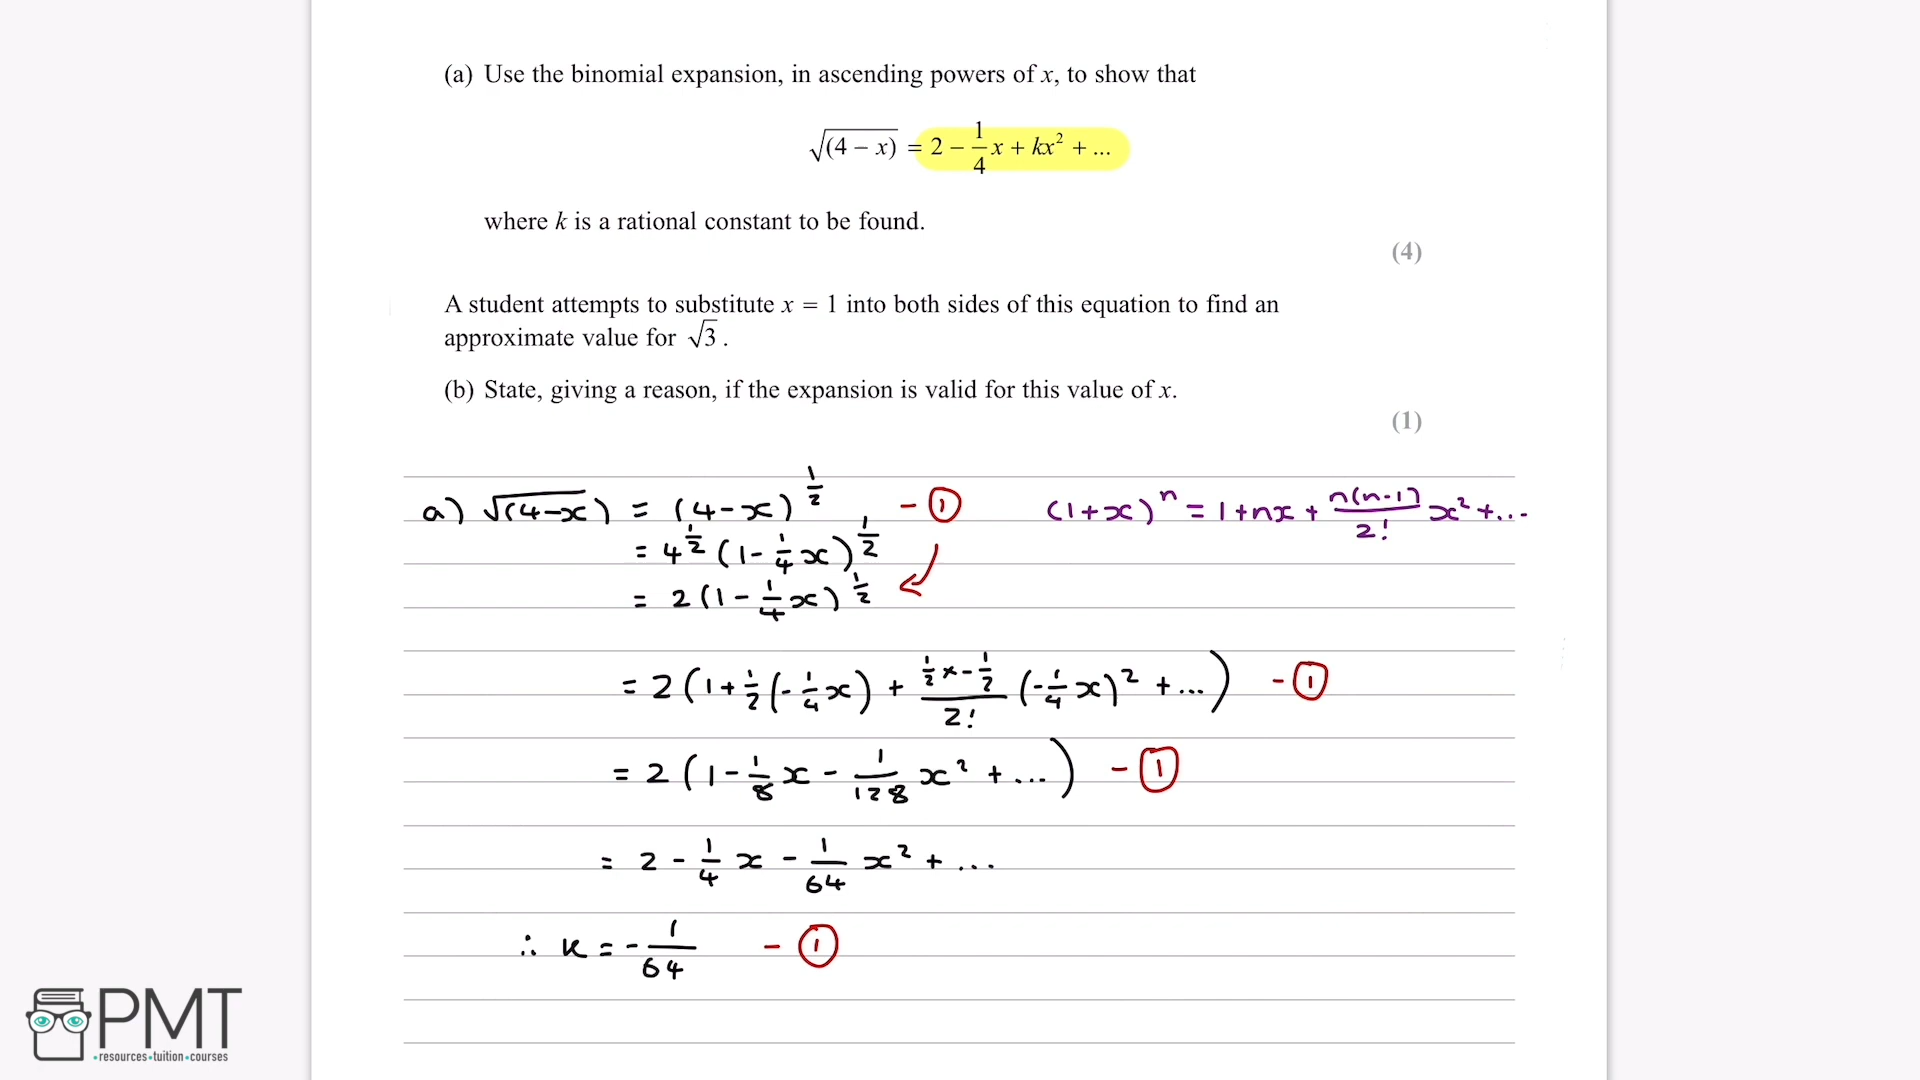 (a) Use the binomial expansion, in ascending powers of x, to show that
√(4 − x) = 2 − 1/4 x + kx² + ...
where k is a rational constant to be found.
(4)
A student attempts to substitute x = 1 into both sides of this equation to find an
approximate value for √3 .
(b) State, giving a reason, if the expansion is valid for this value of x.
(1)
a) √(4-x) = (4-x)^1/2 - ①
(1+x)^n = 1+nx + n(n-1)/2! x² + ...
= 4^1/2 (1 - 1/4 x)^1/2
= 2(1 - 1/4 x)^1/2
= 2(1 + 1/2(-1/4 x) + (1/2 × -1/2)/2! (-1/4 x)² + ...) - ①
= 2(1 - 1/8 x - 1/128 x² + ...) - ①
= 2 - 1/4 x - 1/64 x² + ...
∴ k = -1/64 - ①
PMT
resources•tuition•courses